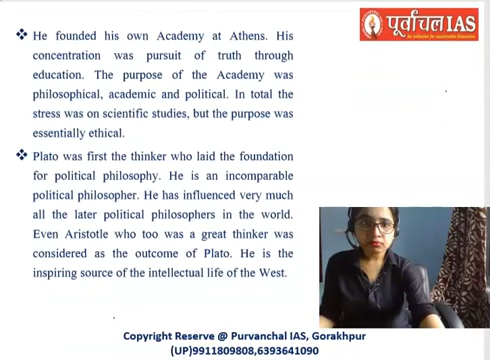 पूर्वांचल IAS
❖ He founded his own Academy at Athens. His
concentration was pursuit of truth through
education. The purpose of the Academy was
philosophical, academic and political. In total the
stress was on scientific studies, but the purpose was
essentially ethical.
❖ Plato was first the thinker who laid the foundation
for political philosophy. He is an incomparable
political philosopher. He has influenced very much
all the later political philosophers in the world.
Even Aristotle who too was a great thinker was
considered as the outcome of Plato. He is the
inspiring source of the intellectual life of the West.
Copyright Reserve @ Purvanchal IAS, Gorakhpur
(UP)9911809808,6393641090